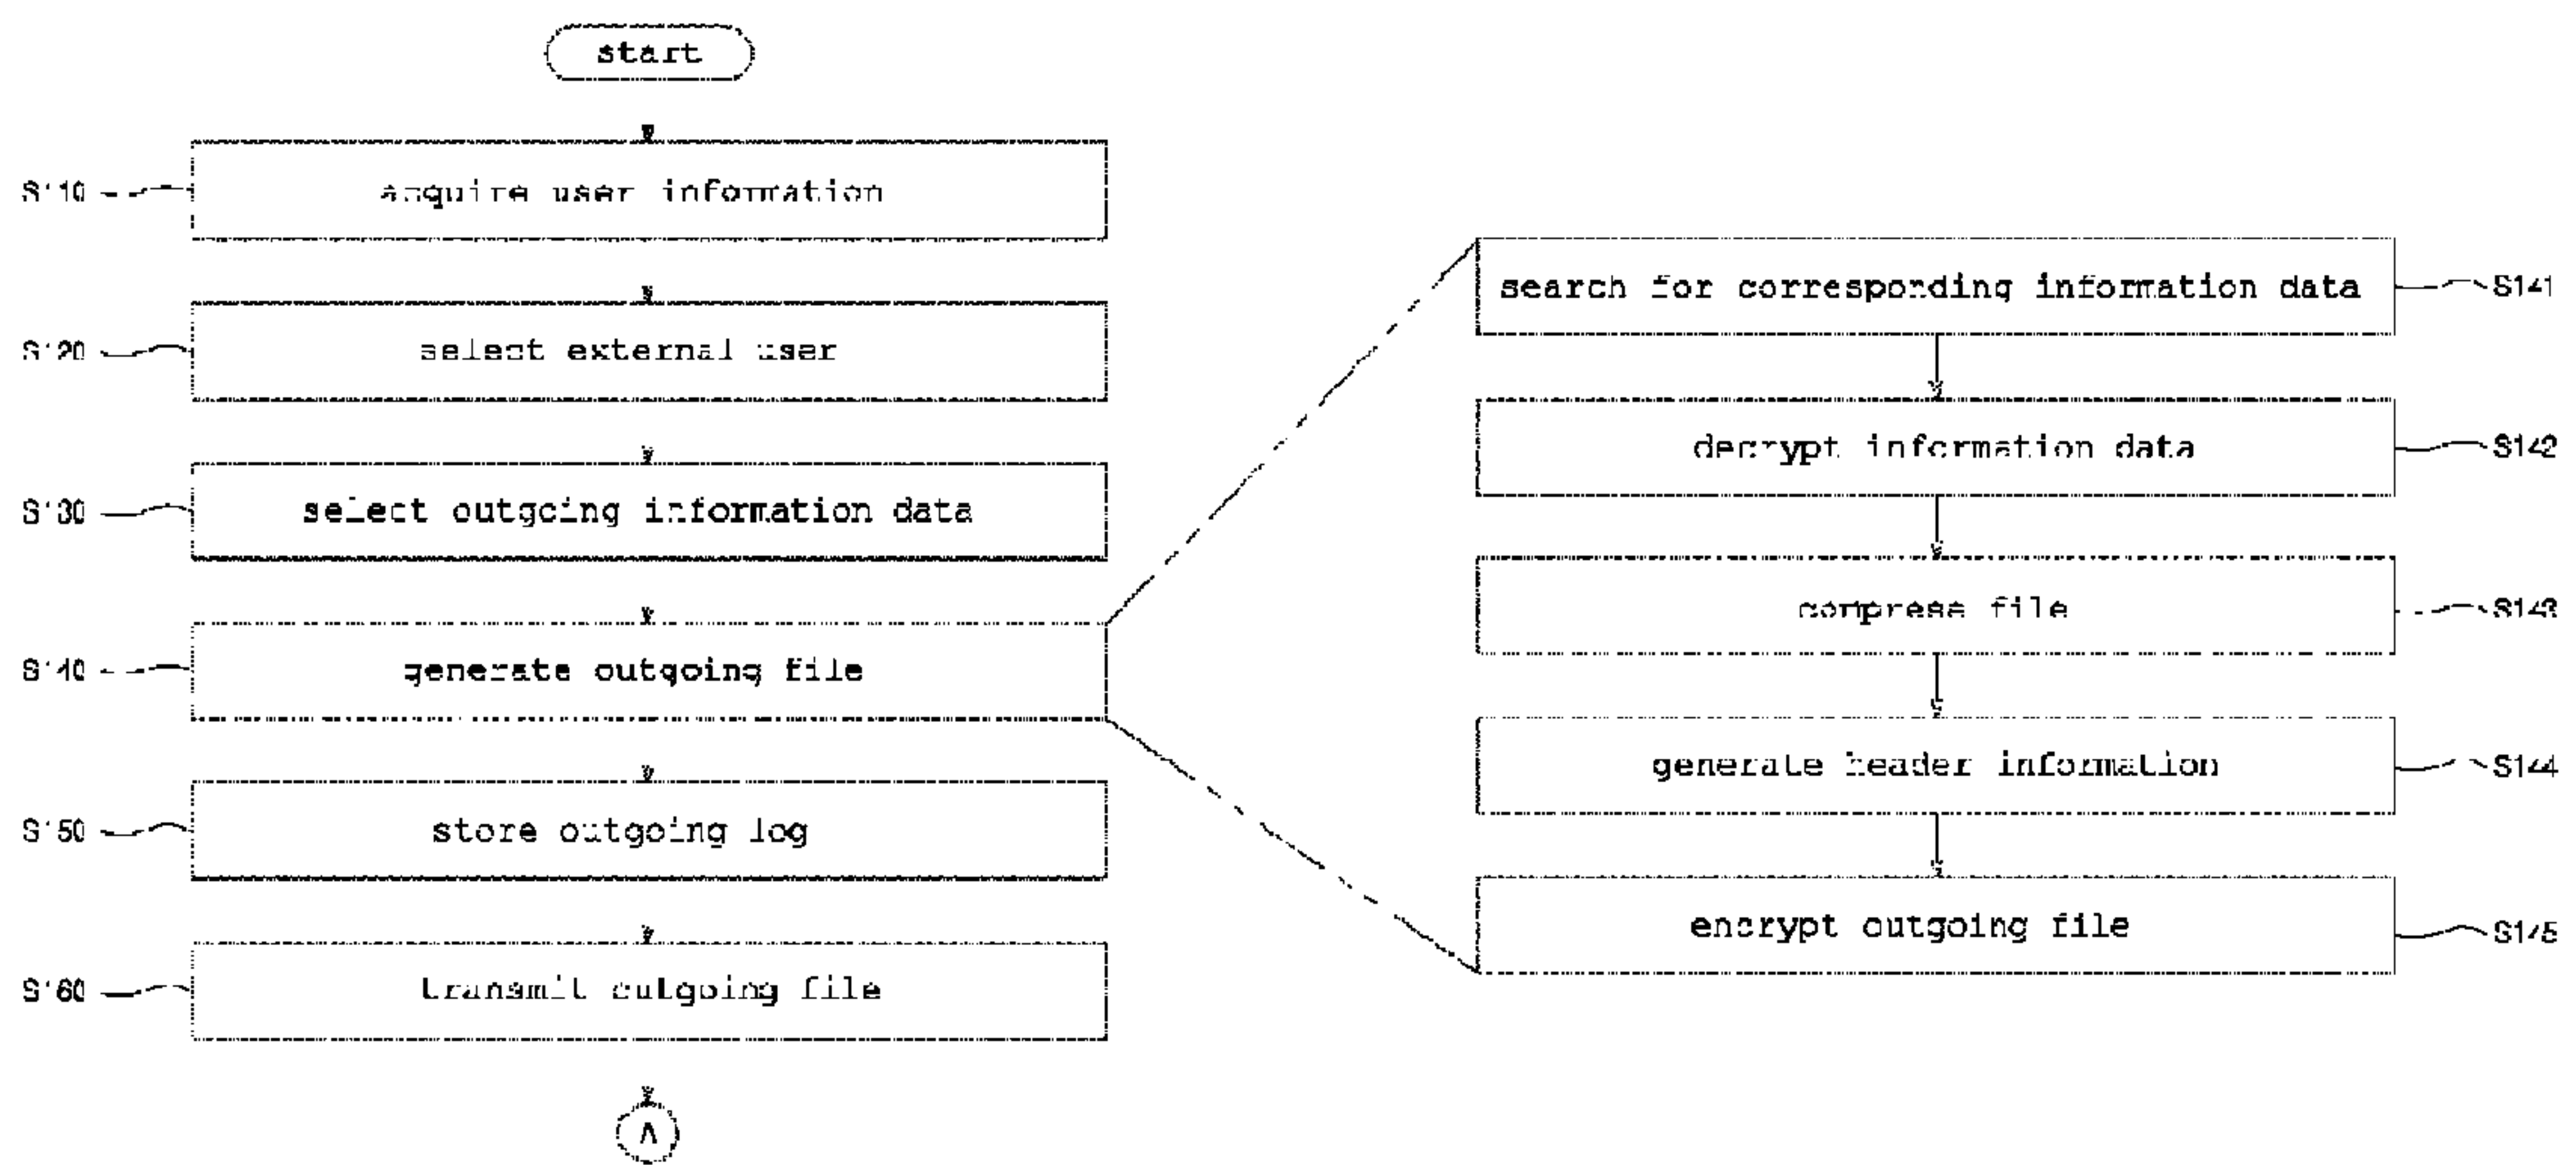 start
S110
acquire user information
S120
select external user
S130
select outgoing information data
S140
generate outgoing file
S150
store outgoing log
S160
transmit outgoing file
A
search for corresponding information data
S141
decrypt information data
S142
compress file
S143
generate header information
S144
encrypt outgoing file
S145